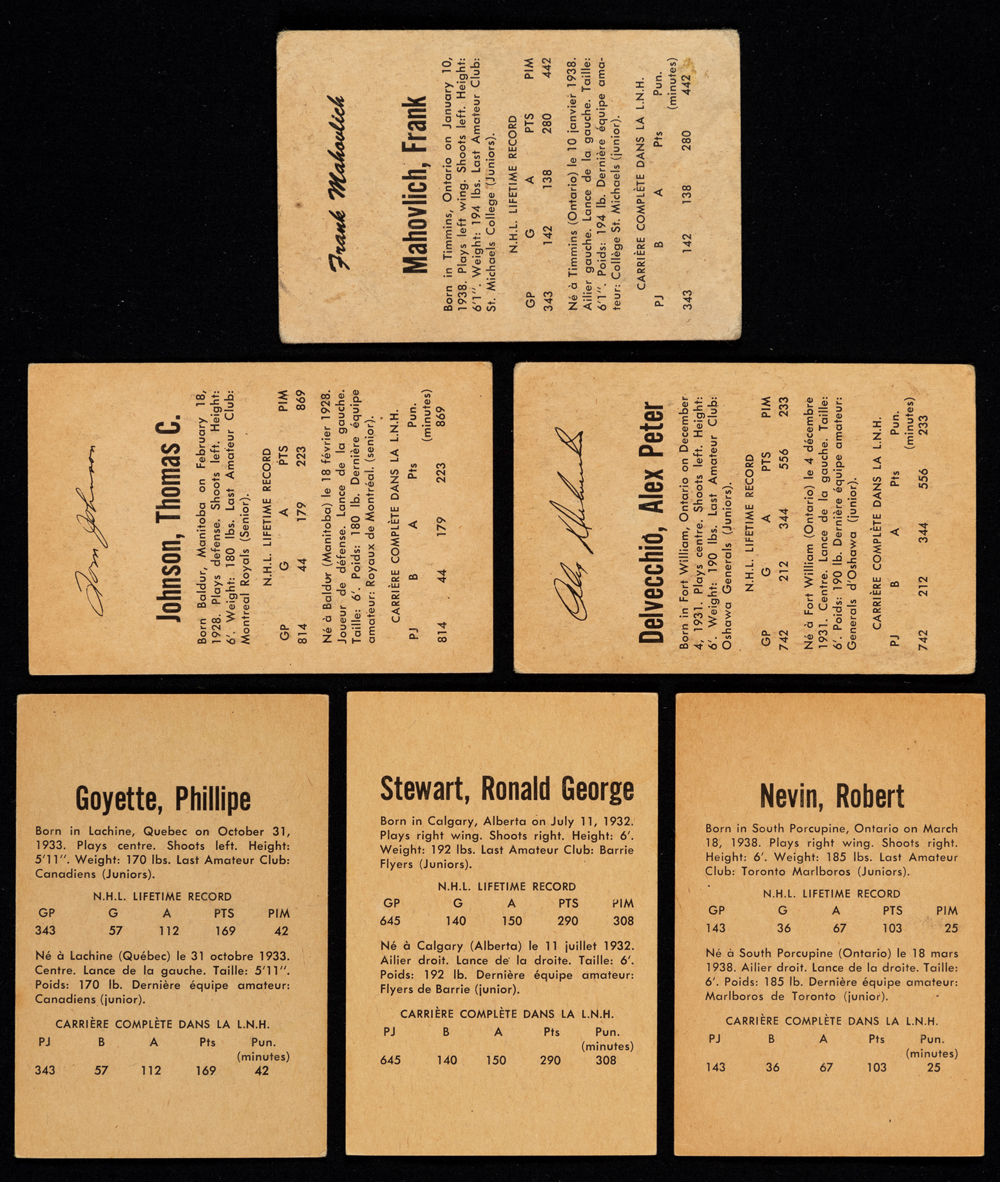 Frank Mahovlich
Mahovlich, Frank
Born in Timmins, Ontario on January 10,
1938. Plays left wing. Shoots left. Height:
6'1". Weight: 194 lbs. Last Amateur Club:
St. Michaels College (Juniors).
N.H.L. LIFETIME RECORD
GP G A PTS PIM
343 142 138 280 442
Né à Timmins (Ontario) le 10 janvier 1938.
Ailier gauche. Lance de la gauche. Taille:
6'1". Poids: 194 lb. Dernière équipe ama-
teur: Collège St. Michaels (junior).
CARRIÈRE COMPLÈTE DANS LA L.N.H.
PJ B A Pts Pun.
(minutes)
343 142 138 280 442
Tom Johnson
Johnson, Thomas C.
Born Baldur, Manitoba on February 18,
1928. Plays defense. Shoots left. Height:
6'. Weight: 180 lbs. Last Amateur Club:
Montreal Royals (Senior).
N.H.L. LIFETIME RECORD
GP G A PTS PIM
814 44 179 223 869
Né à Baldur (Manitoba) le 18 février 1928.
Joueur de défense. Lance de la gauche.
Taille: 6'. Poids: 180 lb. Dernière équipe
amateur: Royaux de Montréal. (senior).
CARRIÈRE COMPLÈTE DANS LA L.N.H.
PJ B A Pts Pun.
(minutes)
814 44 179 223 869
Alex Delvecchio
Delvecchio, Alex Peter
Born in Fort William, Ontario on December
4, 1931. Plays centre. Shoots left. Height:
6'. Weight: 190 lbs. Last Amateur Club:
Oshawa Generals (Juniors).
N.H.L. LIFETIME RECORD
GP G A PTS PIM
742 212 344 556 233
Né à Fort William (Ontario) le 4 décembre
1931. Centre. Lance de la gauche. Taille:
6'. Poids: 190 lb. Dernière équipe amateur:
Generals d'Oshawa (junior).
CARRIÈRE COMPLÈTE DANS LA L.N.H.
PJ B A Pts Pun.
(minutes)
742 212 344 556 233
Goyette, Phillipe
Born in Lachine, Quebec on October 31,
1933. Plays centre. Shoots left. Height:
5'11". Weight: 170 lbs. Last Amateur Club:
Canadiens (Juniors).
N.H.L. LIFETIME RECORD
GP G A PTS PIM
343 57 112 169 42
Né à Lachine (Québec) le 31 octobre 1933.
Centre. Lance de la gauche. Taille: 5'11".
Poids: 170 lb. Dernière équipe amateur:
Canadiens (junior).
CARRIÈRE COMPLÈTE DANS LA L.N.H.
PJ B A Pts Pun.
(minutes)
343 57 112 169 42
Stewart, Ronald George
Born in Calgary, Alberta on July 11, 1932.
Plays right wing. Shoots right. Height: 6'.
Weight: 192 lbs. Last Amateur Club: Barrie
Flyers (Juniors).
N.H.L. LIFETIME RECORD
GP G A PTS PIM
645 140 150 290 308
Né à Calgary (Alberta) le 11 juillet 1932.
Ailier droit. Lance de la droite. Taille: 6'.
Poids: 192 lb. Dernière équipe amateur:
Flyers de Barrie (junior).
CARRIÈRE COMPLÈTE DANS LA L.N.H.
PJ B A Pts Pun.
(minutes)
645 140 150 290 308
Nevin, Robert
Born in South Porcupine, Ontario on March
18, 1938. Plays right wing. Shoots right.
Height: 6'. Weight: 185 lbs. Last Amateur
Club: Toronto Marlboros (Juniors).
N.H.L. LIFETIME RECORD
GP G A PTS PIM
143 36 67 103 25
Né à South Porcupine (Ontario) le 18 mars
1938. Ailier droit. Lance de la droite. Taille:
6'. Poids: 185 lb. Dernière équipe amateur:
Marlboros de Toronto (junior).
CARRIÈRE COMPLÈTE DANS LA L.N.H.
PJ B A Pts Pun.
(minutes)
143 36 67 103 25